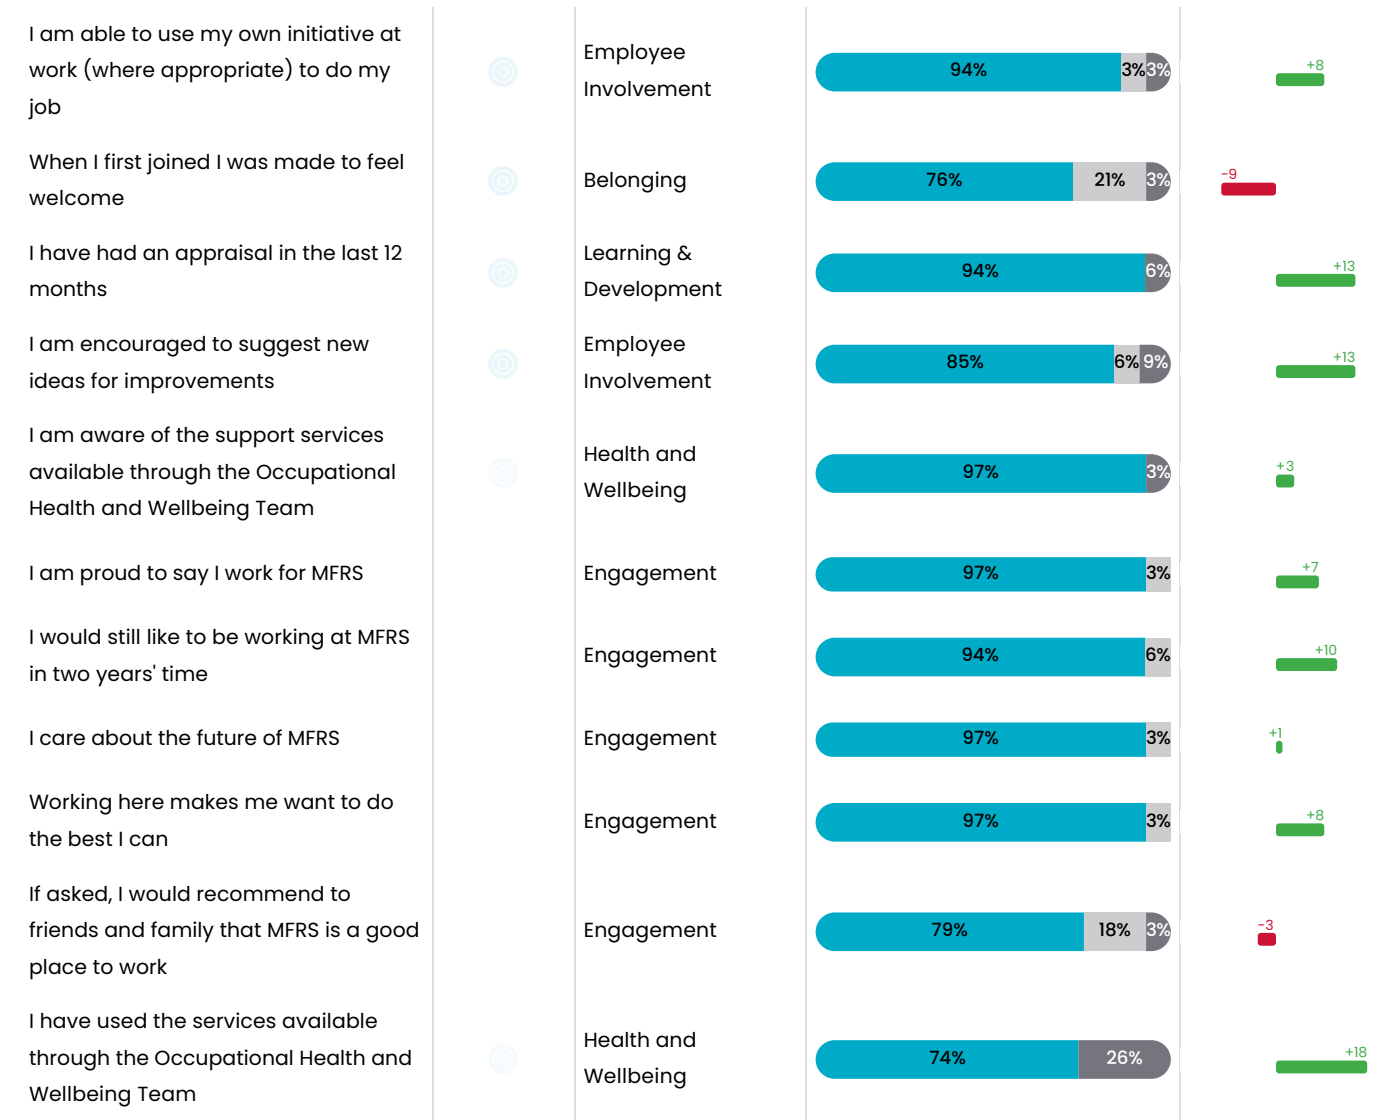 I am able to use my own initiative at
work (where appropriate) to do my
job
Employee
Involvement
94% 3% 3%
+8
When I first joined I was made to feel
welcome
Belonging
76% 21% 3%
-9
I have had an appraisal in the last 12
months
Learning &
Development
94% 6%
+13
I am encouraged to suggest new
ideas for improvements
Employee
Involvement
85% 6% 9%
+13
I am aware of the support services
available through the Occupational
Health and Wellbeing Team
Health and
Wellbeing
97% 3%
+3
I am proud to say I work for MFRS
Engagement
97% 3%
+7
I would still like to be working at MFRS
in two years' time
Engagement
94% 6%
+10
I care about the future of MFRS
Engagement
97% 3%
+1
Working here makes me want to do
the best I can
Engagement
97% 3%
+8
If asked, I would recommend to
friends and family that MFRS is a good
place to work
Engagement
79% 18% 3%
-3
I have used the services available
through the Occupational Health and
Wellbeing Team
Health and
Wellbeing
74% 26%
+18